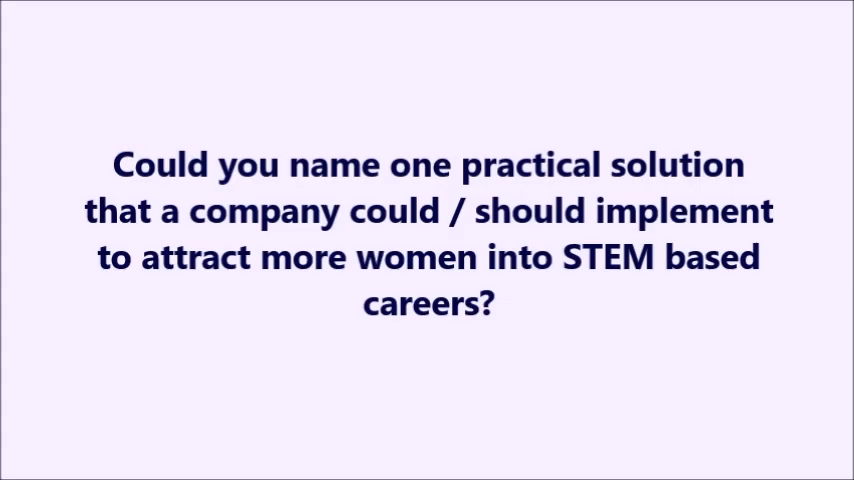 Could you name one practical solution
that a company could / should implement
to attract more women into STEM based
careers?